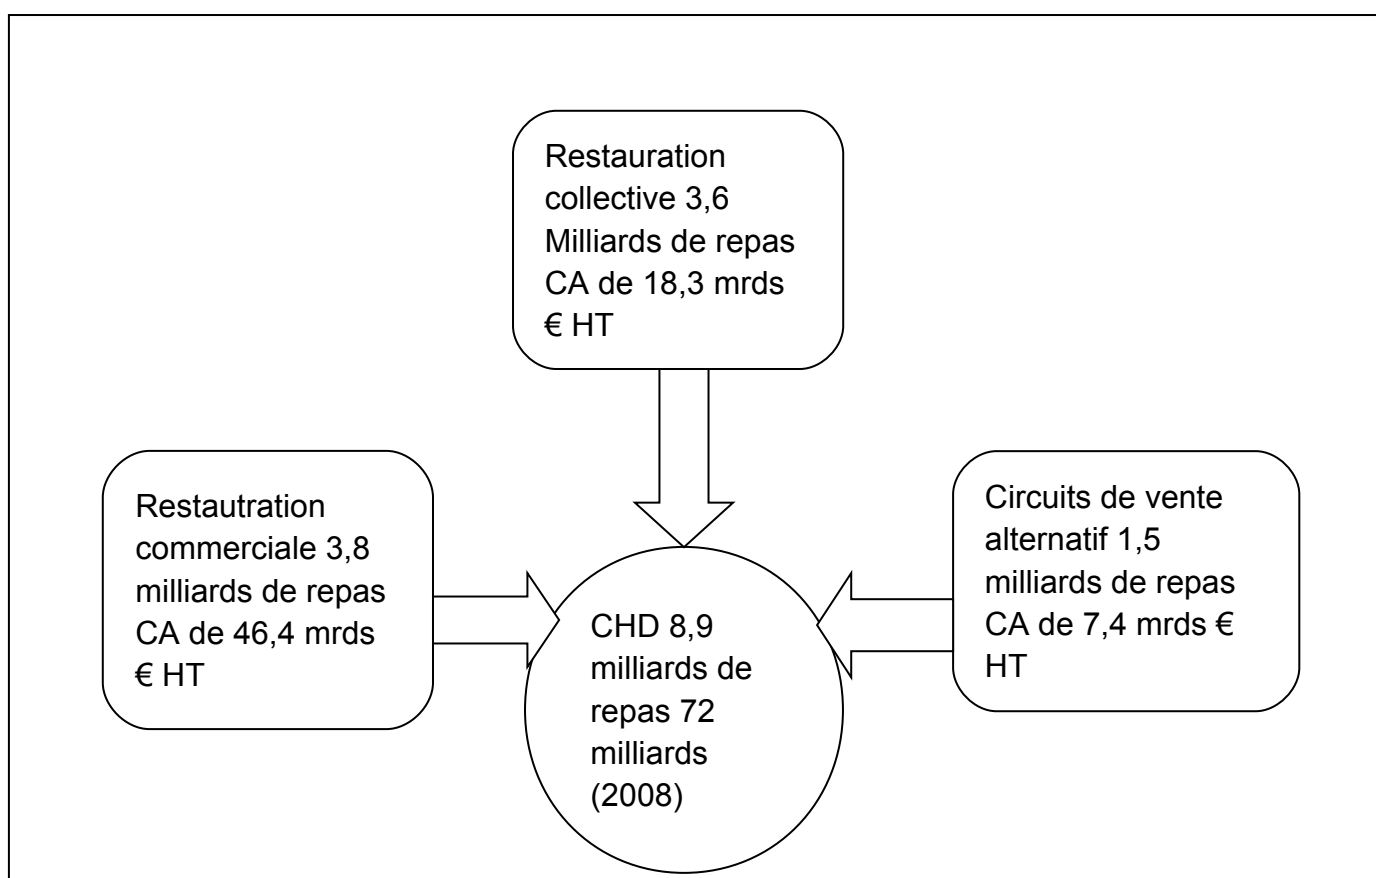 Restauration
collective 3,6
Milliards de repas
CA de 18,3 mrds
€ HT
Restautration
commerciale 3,8
milliards de repas
CA de 46,4 mrds
€ HT
Circuits de vente
alternatif 1,5
milliards de repas
CA de 7,4 mrds €
HT
CHD 8,9
milliards de
repas 72
milliards
(2008)